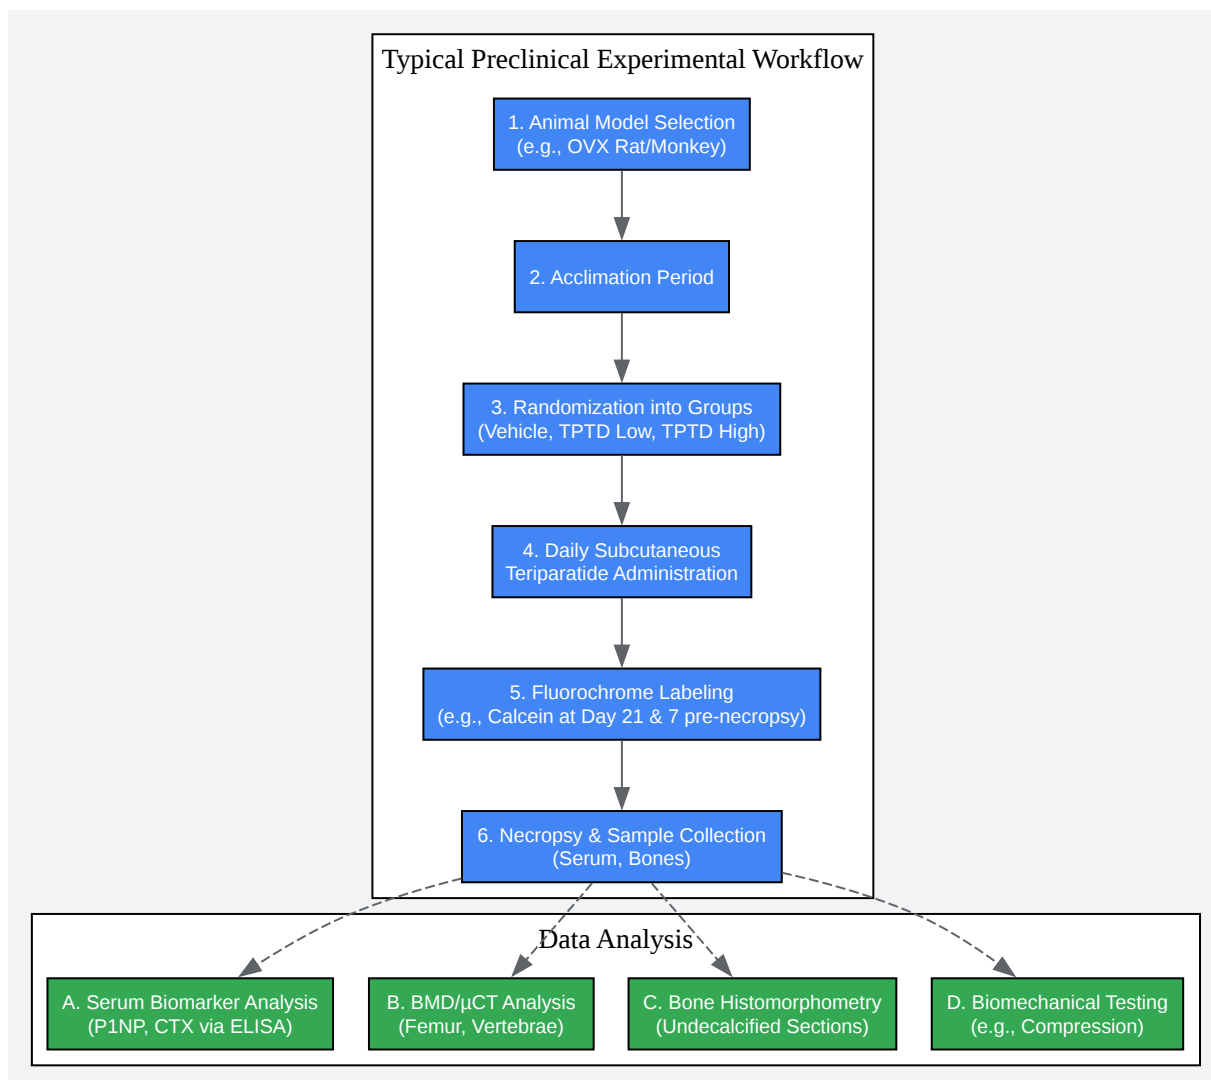 Typical Preclinical Experimental Workflow
1. Animal Model Selection
(e.g., OVX Rat/Monkey)
2. Acclimation Period
3. Randomization into Groups
(Vehicle, TPTD Low, TPTD High)
4. Daily Subcutaneous
Teriparatide Administration
5. Fluorochrome Labeling
(e.g., Calcein at Day 21 & 7 pre-necropsy)
6. Necropsy & Sample Collection
(Serum, Bones)
Data Analysis
A. Serum Biomarker Analysis
(P1NP, CTX via ELISA)
B. BMD/µCT Analysis
(Femur, Vertebrae)
C. Bone Histomorphometry
(Undecalcified Sections)
D. Biomechanical Testing
(e.g., Compression)